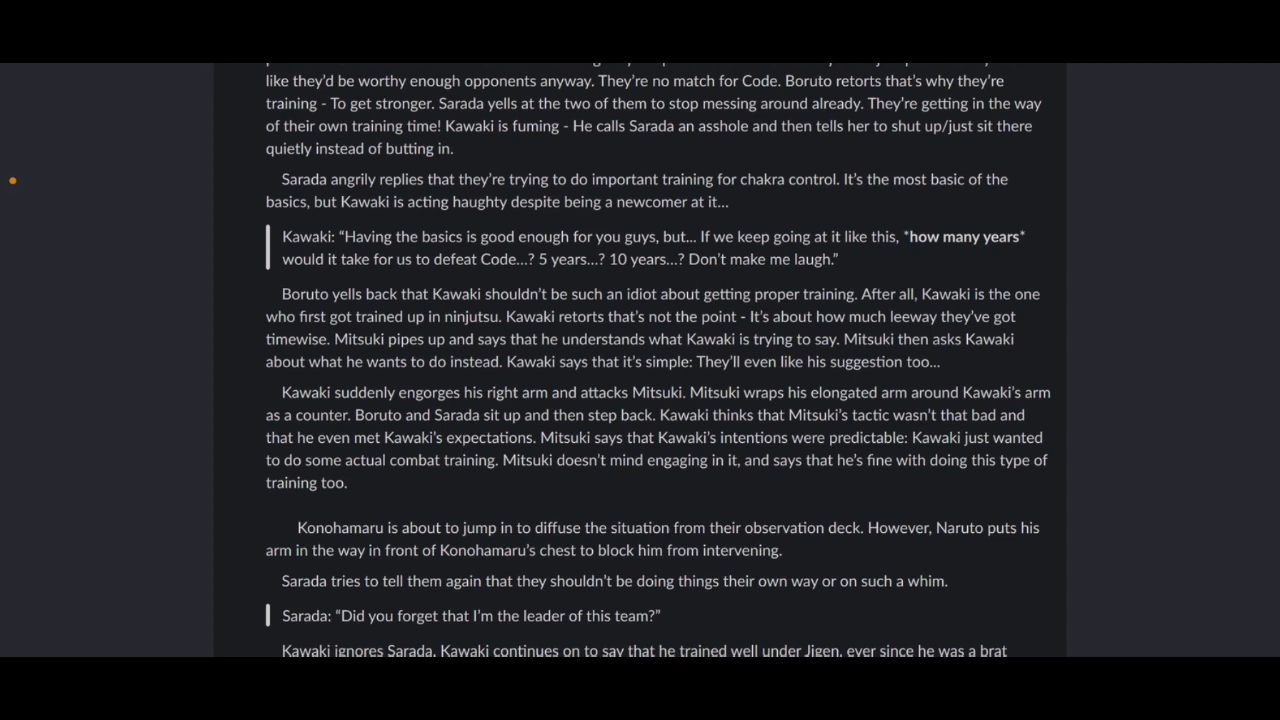 like they’d be worthy enough opponents anyway. They’re no match for Code. Boruto retorts that’s why they’re
training - To get stronger. Sarada yells at the two of them to stop messing around already. They’re getting in the way
of their own training time! Kawaki is fuming - He calls Sarada an asshole and then tells her to shut up/just sit there
quietly instead of butting in.
Sarada angrily replies that they’re trying to do important training for chakra control. It’s the most basic of the
basics, but Kawaki is acting haughty despite being a newcomer at it…
Kawaki: “Having the basics is good enough for you guys, but… If we keep going at it like this, *how many years*
would it take for us to defeat Code…? 5 years…? 10 years…? Don’t make me laugh.”
Boruto yells back that Kawaki shouldn’t be such an idiot about getting proper training. After all, Kawaki is the one
who first got trained up in ninjutsu. Kawaki retorts that’s not the point - It’s about how much leeway they’ve got
timewise. Mitsuki pipes up and says that he understands what Kawaki is trying to say. Mitsuki then asks Kawaki
about what he wants to do instead. Kawaki says that it’s simple: They’ll even like his suggestion too…
Kawaki suddenly engorges his right arm and attacks Mitsuki. Mitsuki wraps his elongated arm around Kawaki’s arm
as a counter. Boruto and Sarada sit up and then step back. Kawaki thinks that Mitsuki’s tactic wasn’t that bad and
that he even met Kawaki’s expectations. Mitsuki says that Kawaki’s intentions were predictable: Kawaki just wanted
to do some actual combat training. Mitsuki doesn’t mind engaging in it, and says that he’s fine with doing this type of
training too.
Konohamaru is about to jump in to diffuse the situation from their observation deck. However, Naruto puts his
arm in the way in front of Konohamaru’s chest to block him from intervening.
Sarada tries to tell them again that they shouldn’t be doing things their own way or on such a whim.
Sarada: “Did you forget that I’m the leader of this team?”
Kawaki ignores Sarada. Kawaki continues on to say that he trained well under Jigen, ever since he was a brat